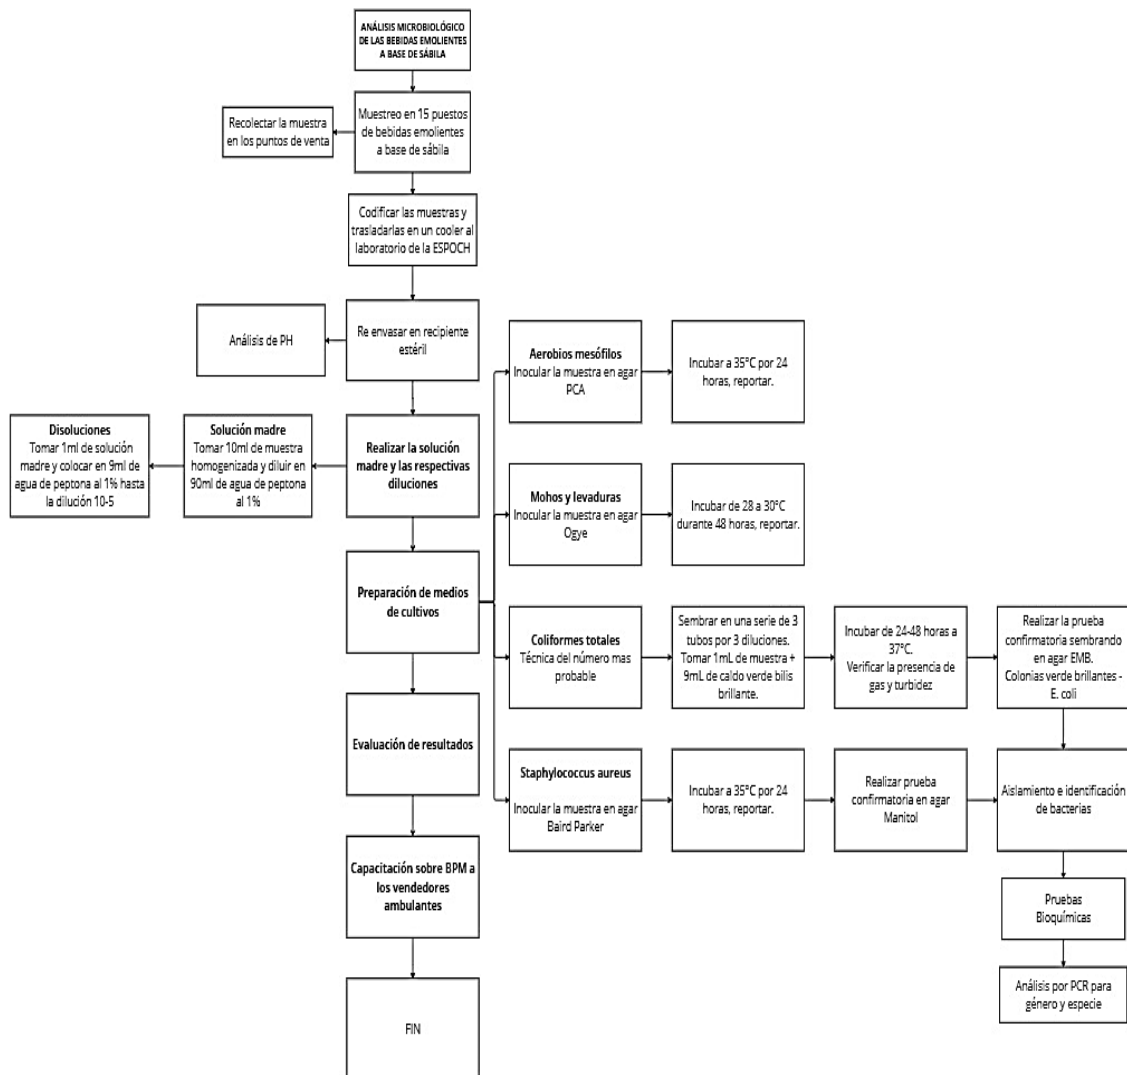 ANÁLISIS MICROBIOLÓGICO
DE LAS BEBIDAS EMOLIENTES
A BASE DE SÁBILA
Recolectar la muestra
en los puntos de venta
Muestreo en 15 puestos
de bebidas emolientes
a base de sábila
Codificar las muestras y
trasladarlas en un cooler al
laboratorio de la ESPOCH
Análisis de PH
Re envasar en recipiente
estéril
Aerobios mesófilos
Inocular la muestra en agar
PCA
Incubar a 35°C por 24
horas, reportar.
Disoluciones
Tomar 1ml de solución
madre y colocar en 9ml de
agua de peptona al 1% hasta
la dilución 10-5
Solución madre
Tomar 10ml de muestra
homogenizada y diluir en
90ml de agua de peptona
al 1%
Realizar la solución
madre y las respectivas
diluciones
Mohos y levaduras
Inocular la muestra en agar
Ogye
Incubar de 28 a 30°C
durante 48 horas, reportar.
Preparación de medios
de cultivos
Coliformes totales
Técnica del número mas
probable
Sembrar en una serie de 3
tubos por 3 diluciones.
Tomar 1mL de muestra +
9mL de caldo verde bilis
brillante.
Incubar de 24-48 horas a
37°C.
Verificar la presencia de
gas y turbidez
Realizar la prueba
confirmatoria sembrando
en agar EMB.
Colonias verde brillantes -
E. coli
Evaluación de resultados
Staphylococcus aureus
Inocular la muestra en agar
Baird Parker
Incubar a 35°C por 24
horas, reportar.
Realizar prueba
confirmatoria en agar
Manitol
Aislamiento e identificación
de bacterias
Capacitación sobre BPM a
los vendedores
ambulantes
Pruebas
Bioquímicas
Análisis por PCR para
género y especie
FIN